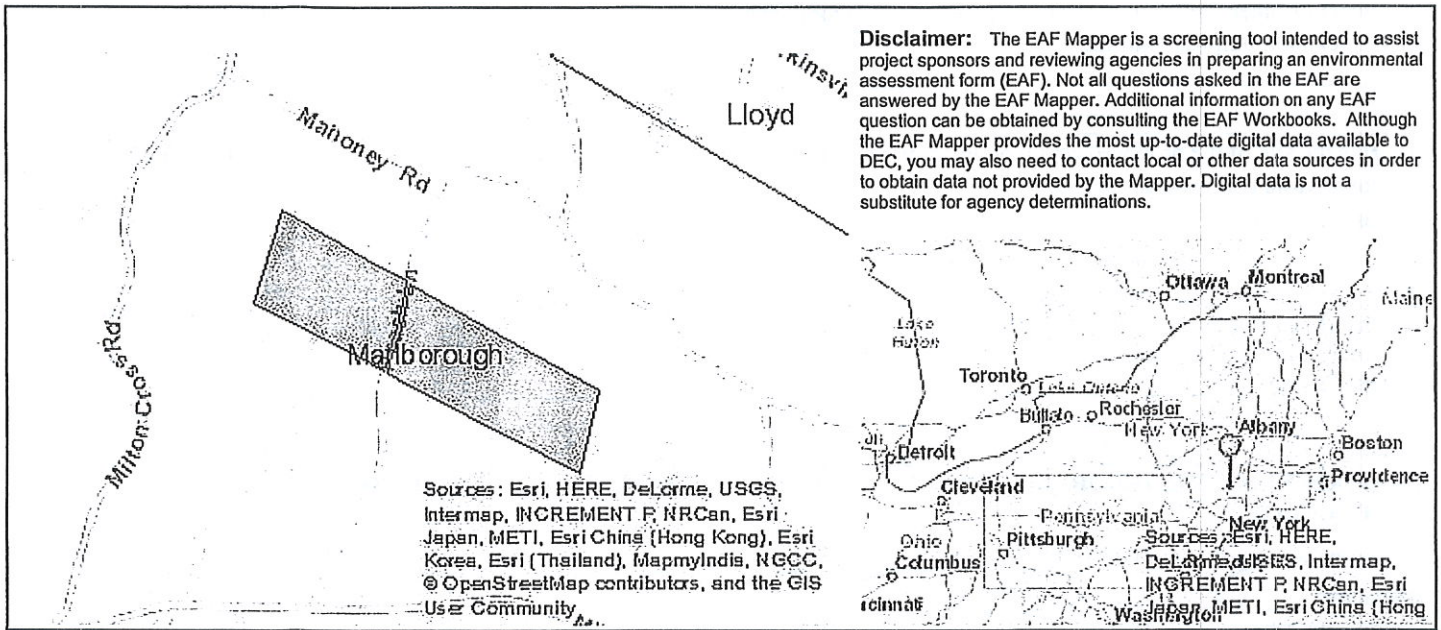 Disclaimer: The EAF Mapper is a screening tool intended to assist
project sponsors and reviewing agencies in preparing an environmental
assessment form (EAF). Not all questions asked in the EAF are
answered by the EAF Mapper. Additional information on any EAF
question can be obtained by consulting the EAF Workbooks. Although
the EAF Mapper provides the most up-to-date digital data available to
DEC, you may also need to contact local or other data sources in order
to obtain data not provided by the Mapper. Digital data is not a
substitute for agency determinations.
Lloyd
Mahoney Rd
Marlborough
Milton Cross Rd
Sources: Esri, HERE, DeLorme, USGS,
Intermap, INCREMENT P, NRCan, Esri
Japan, METI, Esri China (Hong Kong), Esri
Korea, Esri (Thailand), MapmyIndia, NGCC,
© OpenStreetMap contributors, and the GIS
User Community
Ottawa
Montreal
Maine
Lake
Huron
Toronto
Lake Ontario
Buffalo
Rochester
New York
Albany
Boston
Detroit
Providence
Cleveland
Pennsylvania
New York
Ohio
Pittsburgh
Columbus
cinnati
Washington
Sources: Esri, HERE,
DeLorme, USGS, Intermap,
INCREMENT P, NRCan, Esri
Japan, METI, Esri China (Hong